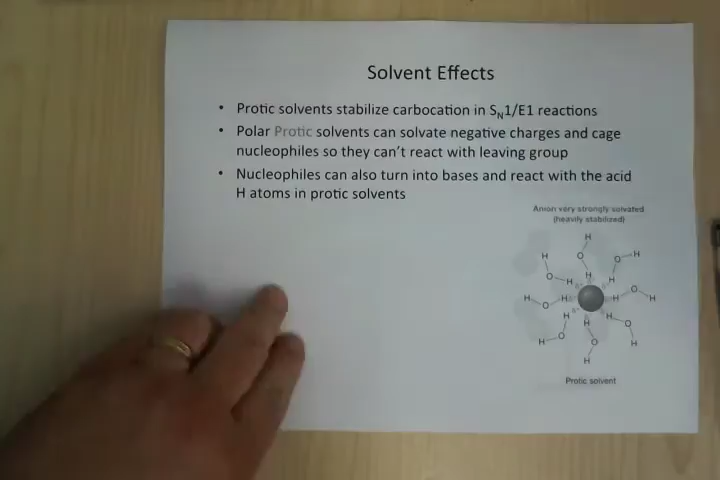 Solvent Effects
• Protic solvents stabilize carbocation in SN1/E1 reactions
• Polar Protic solvents can solvate negative charges and cage
nucleophiles so they can't react with leaving group
• Nucleophiles can also turn into bases and react with the acid
H atoms in protic solvents
Anion very strongly solvated
(heavily stabilized)
H
H O O H
O H H H
H O H H O H
H H H
H O O O H
H
Protic solvent